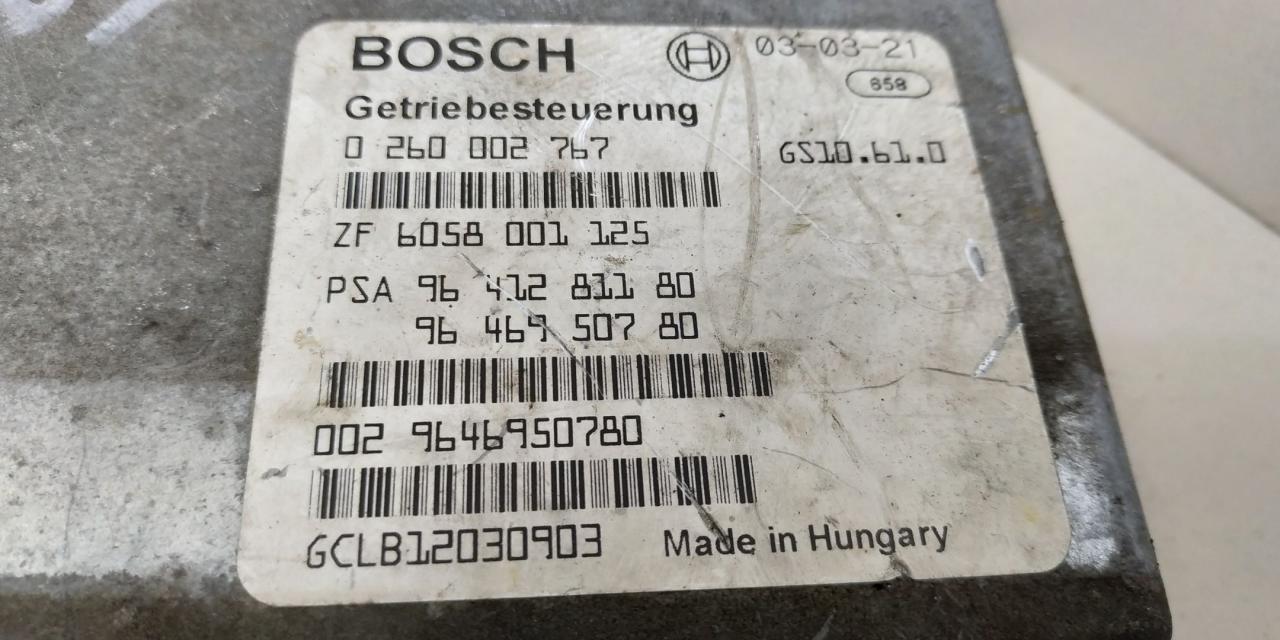 BOSCH 03-03-21
658
Getriebesteuerung
0 260 002 767 GS10.61.0
ZF 6058 001 125
PSA 96 412 811 80
96 469 507 80
002 9646950780
GCLB12030903 Made in Hungary